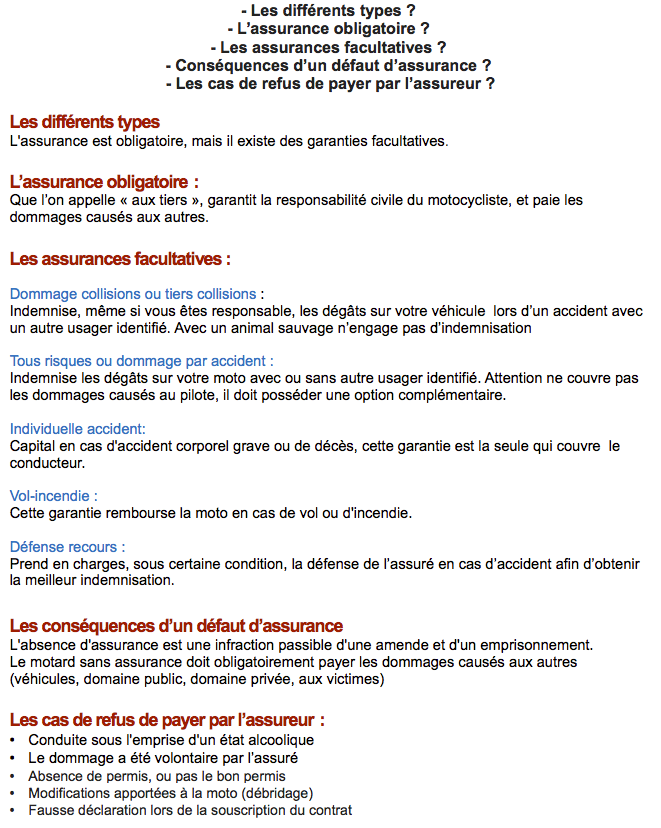 - Les différents types ?
- L’assurance obligatoire ?
- Les assurances facultatives ?
- Conséquences d’un défaut d’assurance ?
- Les cas de refus de payer par l’assureur ?
Les différents types
L'assurance est obligatoire, mais il existe des garanties facultatives.
L’assurance obligatoire :
Que l’on appelle « aux tiers », garantit la responsabilité civile du motocycliste, et paie les
dommages causés aux autres.
Les assurances facultatives :
Dommage collisions ou tiers collisions :
Indemnise, même si vous êtes responsable, les dégâts sur votre véhicule lors d’un accident avec
un autre usager identifié. Avec un animal sauvage n’engage pas d’indemnisation
Tous risques ou dommage par accident :
Indemnise les dégâts sur votre moto avec ou sans autre usager identifié. Attention ne couvre pas
les dommages causés au pilote, il doit posséder une option complémentaire.
Individuelle accident:
Capital en cas d'accident corporel grave ou de décès, cette garantie est la seule qui couvre le
conducteur.
Vol-incendie :
Cette garantie rembourse la moto en cas de vol ou d'incendie.
Défense recours :
Prend en charges, sous certaine condition, la défense de l’assuré en cas d’accident afin d’obtenir
la meilleur indemnisation.
Les conséquences d’un défaut d’assurance
L'absence d'assurance est une infraction passible d'une amende et d'un emprisonnement.
Le motard sans assurance doit obligatoirement payer les dommages causés aux autres
(véhicules, domaine public, domaine privée, aux victimes)
Les cas de refus de payer par l’assureur :
• Conduite sous l'emprise d'un état alcoolique
• Le dommage a été volontaire par l’assuré
• Absence de permis, ou pas le bon permis
• Modifications apportées à la moto (débridage)
• Fausse déclaration lors de la souscription du contrat